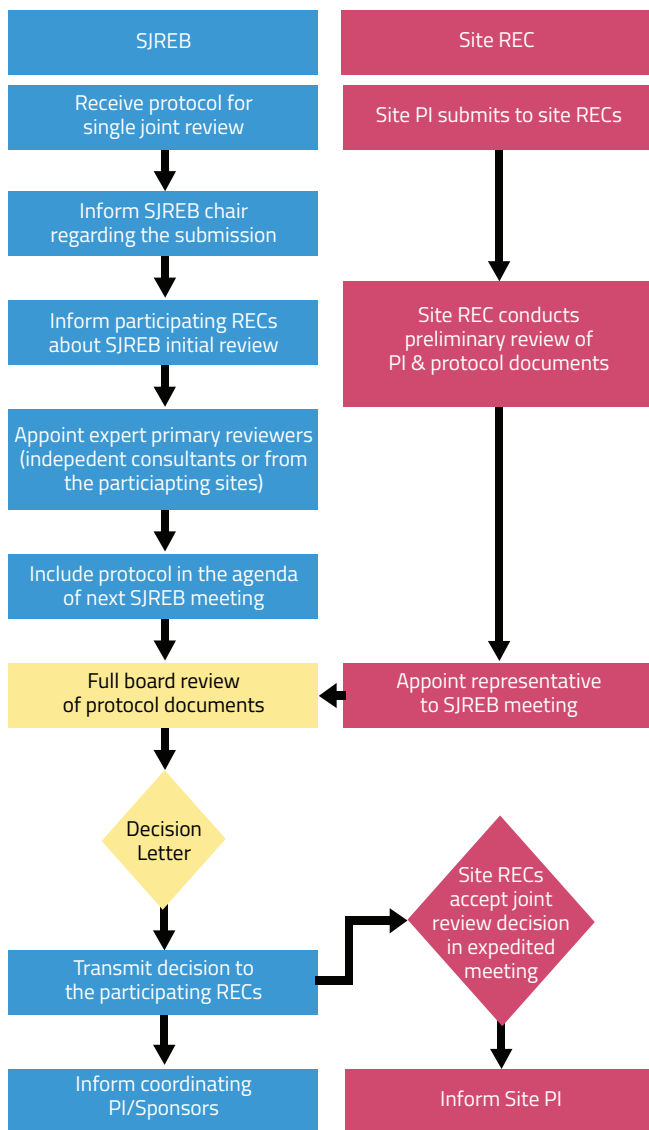 SJREB
Site REC
Receive protocol for
single joint review
Site PI submits to site RECs
Inform SJREB chair
regarding the submission
Inform participating RECs
about SJREB initial review
Site REC conducts
preliminary review of
PI & protocol documents
Appoint expert primary reviewers
(indepedent consultants or from
the particiapting sites)
Include protocol in the agenda
of next SJREB meeting
Full board review
of protocol documents
Appoint representative
to SJREB meeting
Decision
Letter
Site RECs
accept joint
review decision
in expedited
meeting
Transmit decision to
the participating RECs
Inform coordinating
PI/Sponsors
Inform Site PI